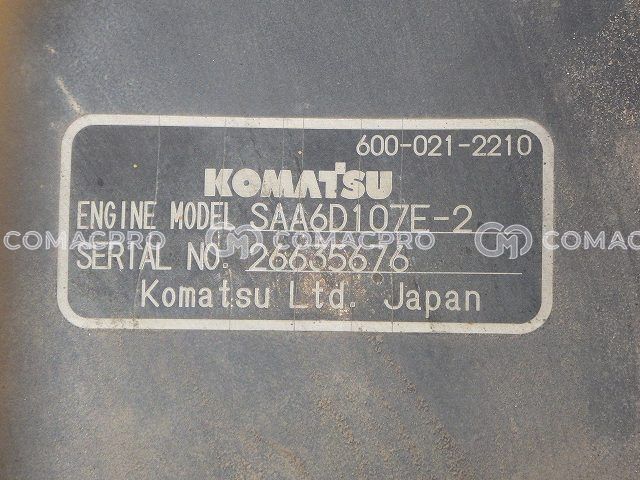 600-021-2210
KOMATSU
ENGINE MODEL SAA6D107E-2
COMACPRO COMACPRO COMACPRO
SERIAL NO. 26635676
Komatsu Ltd. Japan